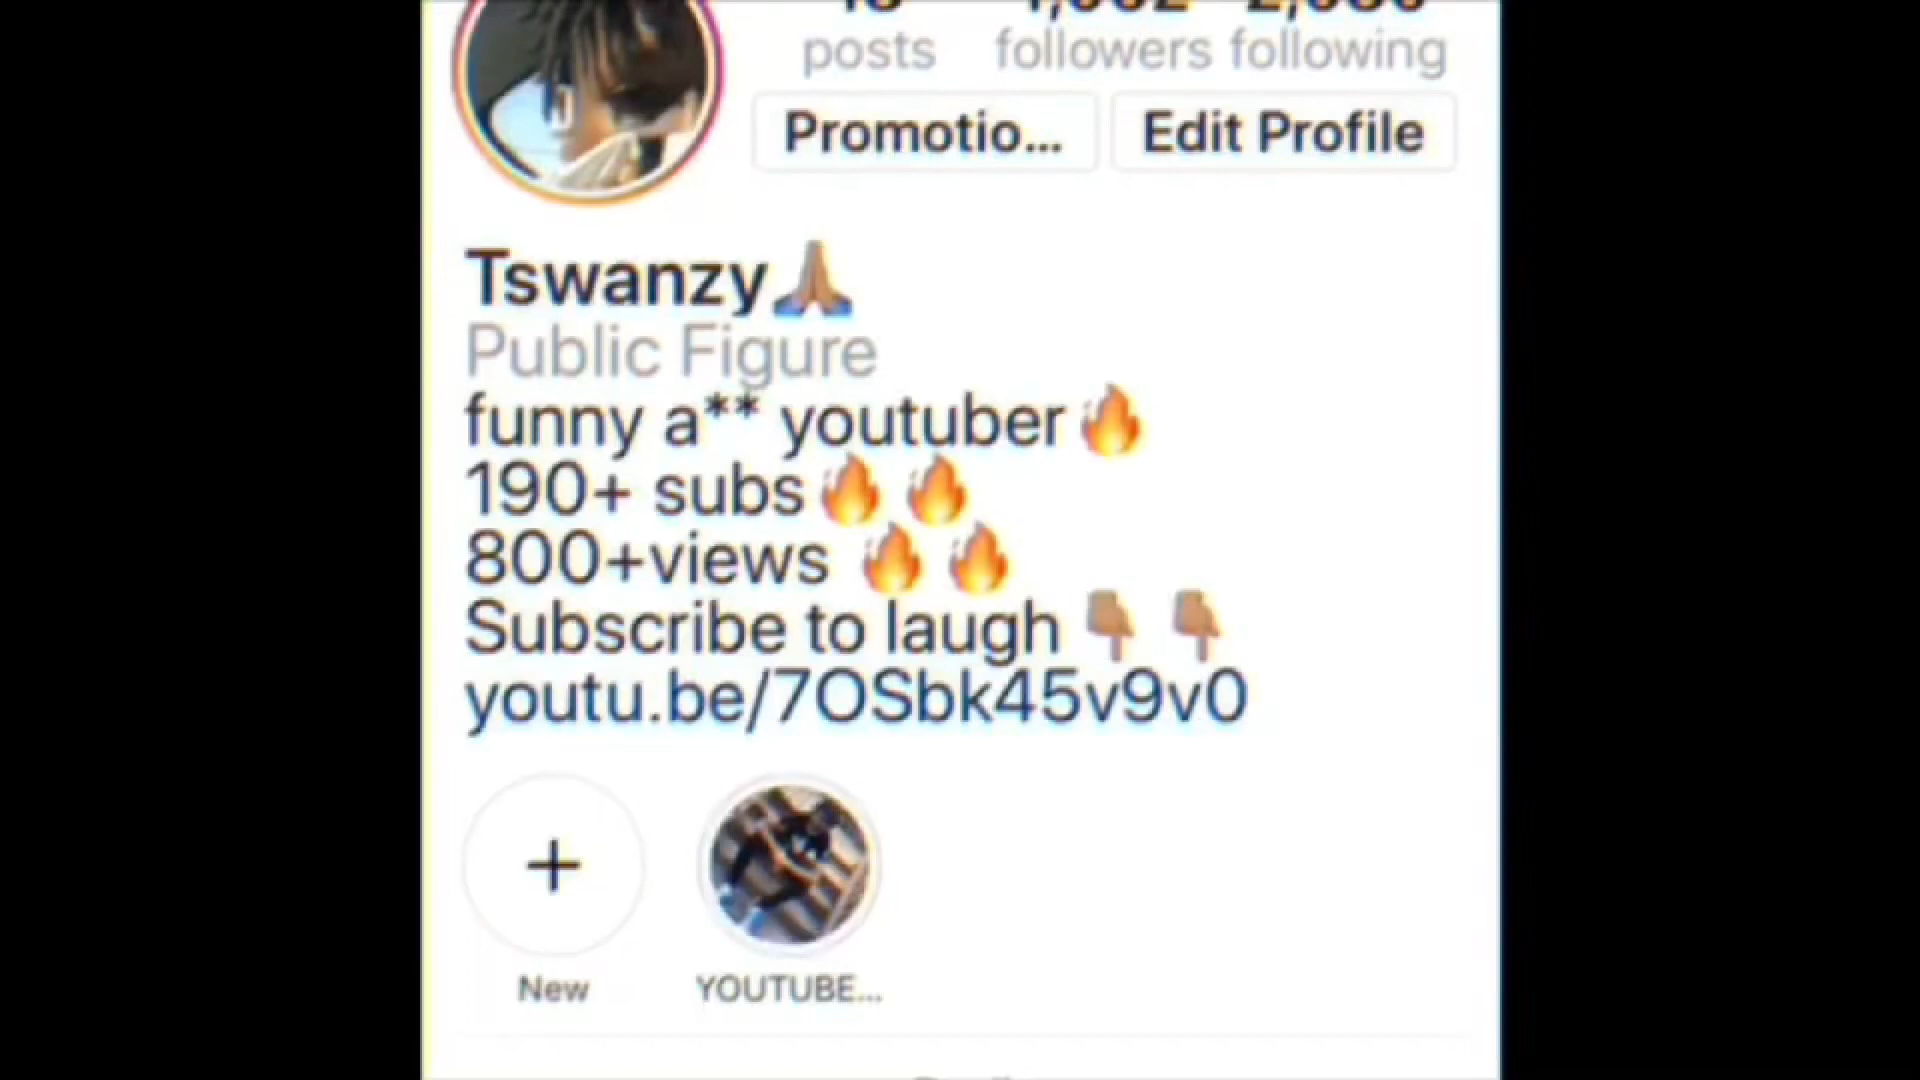 posts followers following
Promotio... Edit Profile
Tswanzy🙏🏽
Public Figure
funny a** youtuber🔥
190+ subs🔥🔥
800+views 🔥🔥
Subscribe to laugh👇🏽👇🏽
youtu.be/7OSbk45v9v0
New YOUTUBE...